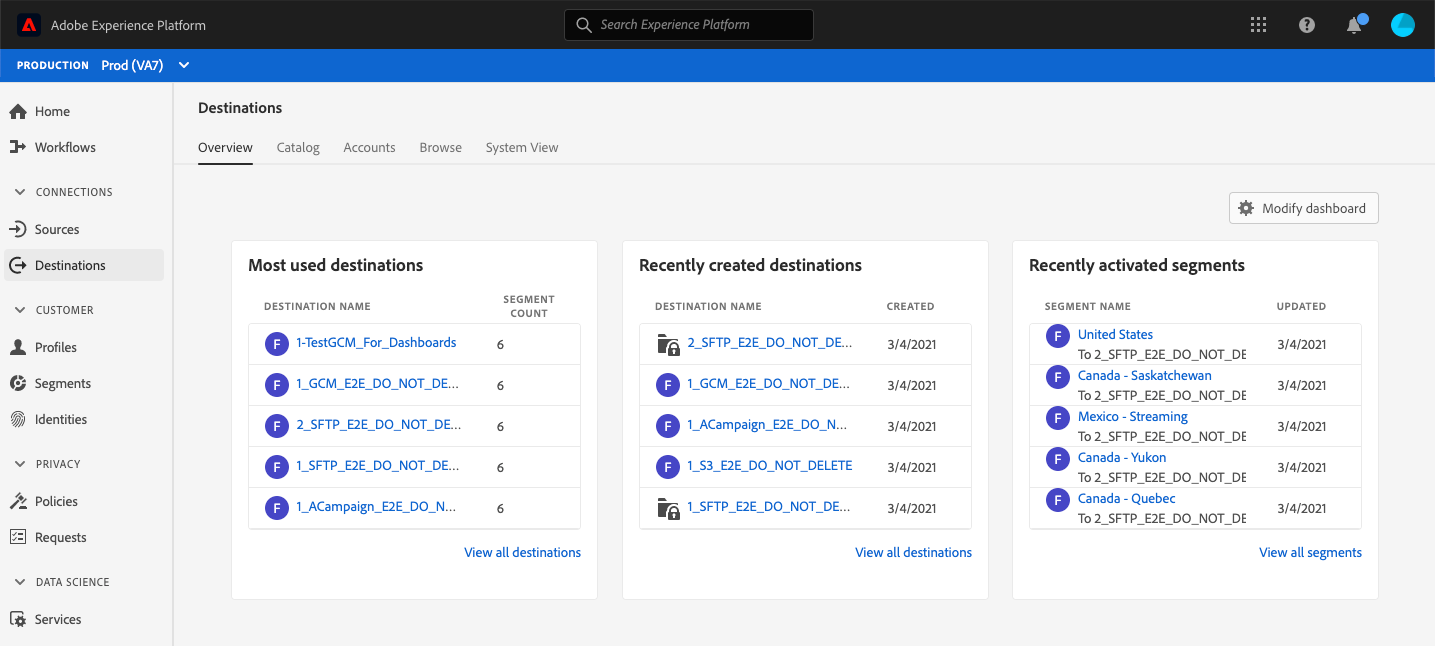 Adobe Experience Platform
Search Experience Platform
PRODUCTION Prod (VA7)
Home
Workflows
CONNECTIONS
Sources
Destinations
CUSTOMER
Profiles
Segments
Identities
PRIVACY
Policies
Requests
DATA SCIENCE
Services
Destinations
Overview Catalog Accounts Browse System View
Modify dashboard
Most used destinations
DESTINATION NAME SEGMENT
COUNT
F 1-TestGCM_For_Dashboards 6
F 1_GCM_E2E_DO_NOT_DE... 6
F 2_SFTP_E2E_DO_NOT_DE... 6
F 1_SFTP_E2E_DO_NOT_DE... 6
F 1_ACampaign_E2E_DO_N... 6
View all destinations
Recently created destinations
DESTINATION NAME CREATED
2_SFTP_E2E_DO_NOT_DE... 3/4/2021
F 1_GCM_E2E_DO_NOT_DE... 3/4/2021
F 1_ACampaign_E2E_DO_N... 3/4/2021
F 1_S3_E2E_DO_NOT_DELETE 3/4/2021
1_SFTP_E2E_DO_NOT_DE... 3/4/2021
View all destinations
Recently activated segments
SEGMENT NAME UPDATED
F United States 3/4/2021
To 2_SFTP_E2E_DO_NOT_DE
F Canada - Saskatchewan 3/4/2021
To 2_SFTP_E2E_DO_NOT_DE
F Mexico - Streaming 3/4/2021
To 2_SFTP_E2E_DO_NOT_DE
F Canada - Yukon 3/4/2021
To 2_SFTP_E2E_DO_NOT_DE
F Canada - Quebec 3/4/2021
To 2_SFTP_E2E_DO_NOT_DE
View all segments